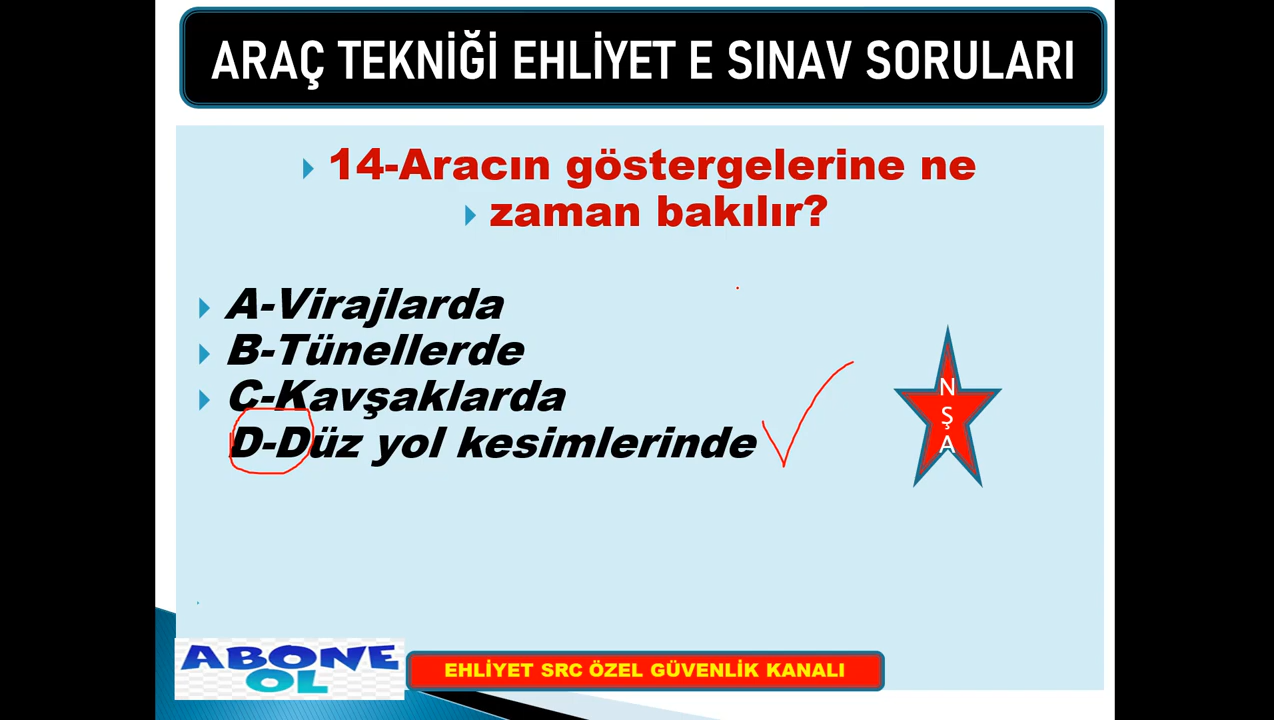 ARAÇ TEKNİĞİ EHLİYET E SINAV SORULARI
14-Aracın göstergelerine ne
zaman bakılır?
A-Virajlarda
B-Tünellerde
C-Kavşaklarda
D-Düz yol kesimlerinde
N
Ş
A
ABONE
OL
EHLİYET SRC ÖZEL GÜVENLİK KANALI